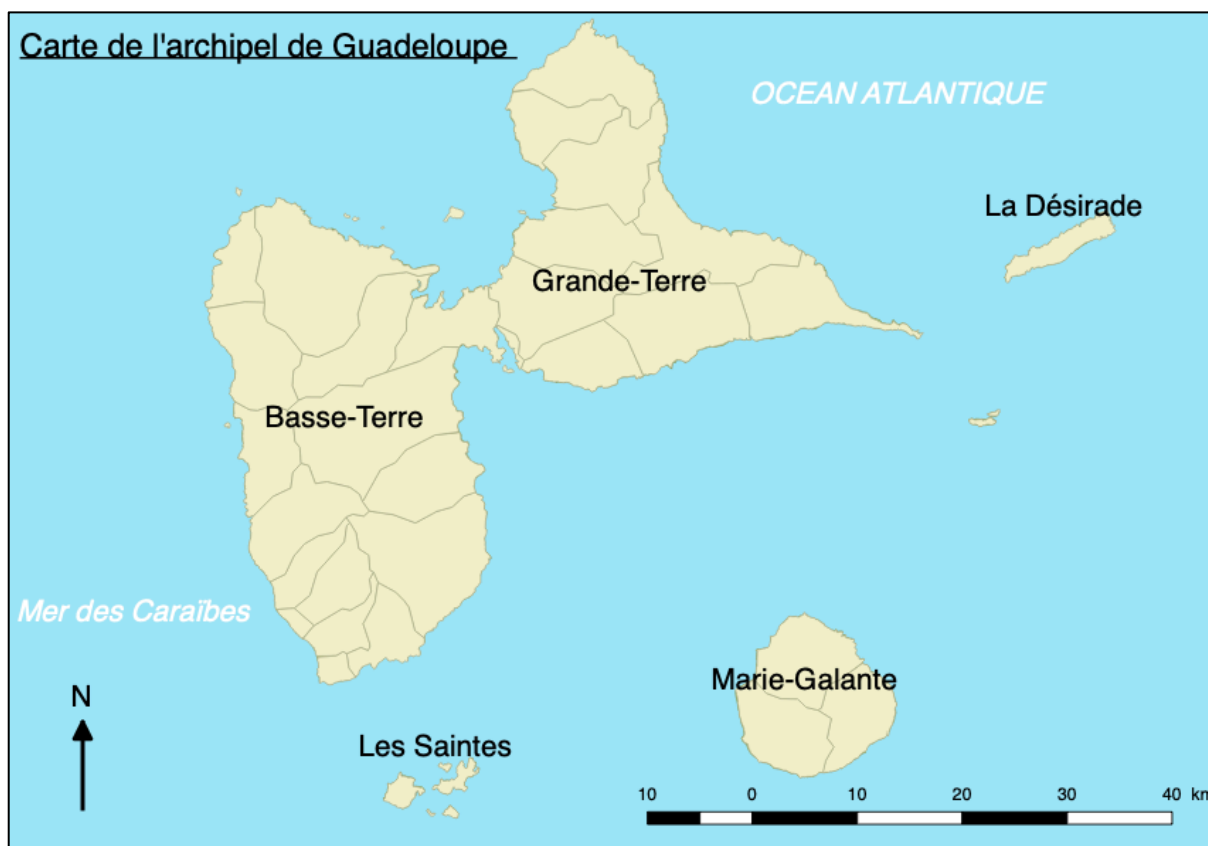 Carte de l'archipel de Guadeloupe
OCEAN ATLANTIQUE
La Désirade
Grande-Terre
Basse-Terre
Mer des Caraïbes
Marie-Galante
N
Les Saintes
10 0 10 20 30 40 km